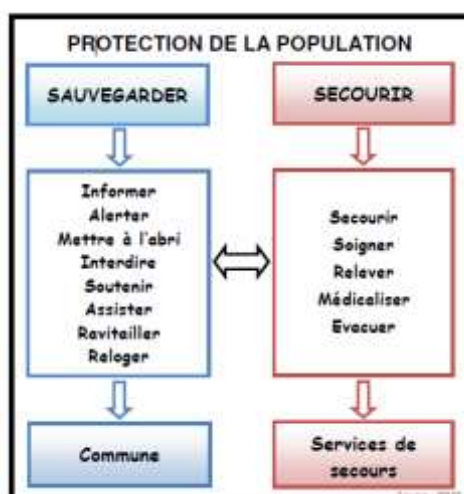 PROTECTION DE LA POPULATION
SAUVEGARDER
Informer
Alerter
Mettre à l'abri
Interdire
Soutenir
Assister
Ravitailler
Reloger
Commune
SECOURIR
Secourir
Soigner
Relever
Médicaliser
Evacuer
Services de
secours